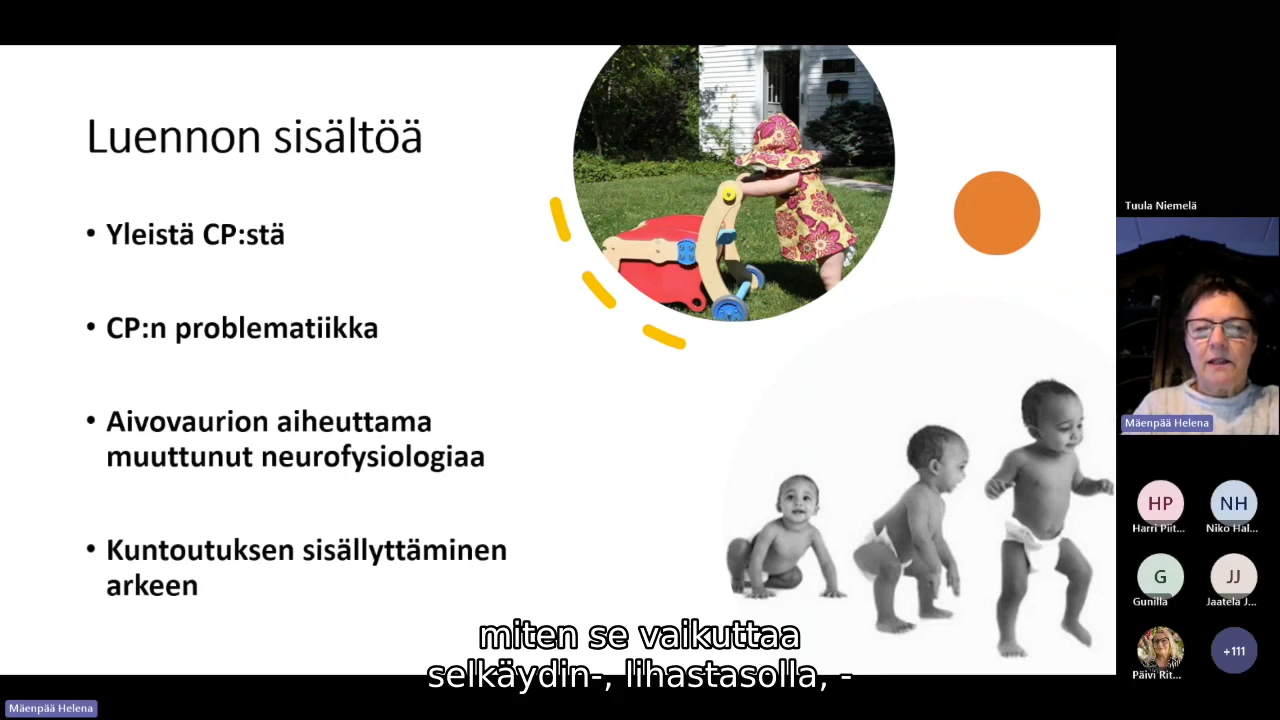 Luennon sisältöä
• Yleistä CP:stä
• CP:n problematiikka
• Aivovaurion aiheuttama
muuttunut neurofysiologiaa
• Kuntoutuksen sisällyttäminen
arkeen
miten se vaikuttaa
selkäydin-, lihastasolla, -
Mäenpää Helena
Tuula Niemelä
Mäenpää Helena
HP
NH
Harri Piit...
Niko Hal...
G
JJ
Gunilla
Jaatela J...
Päivi Rit...
+111